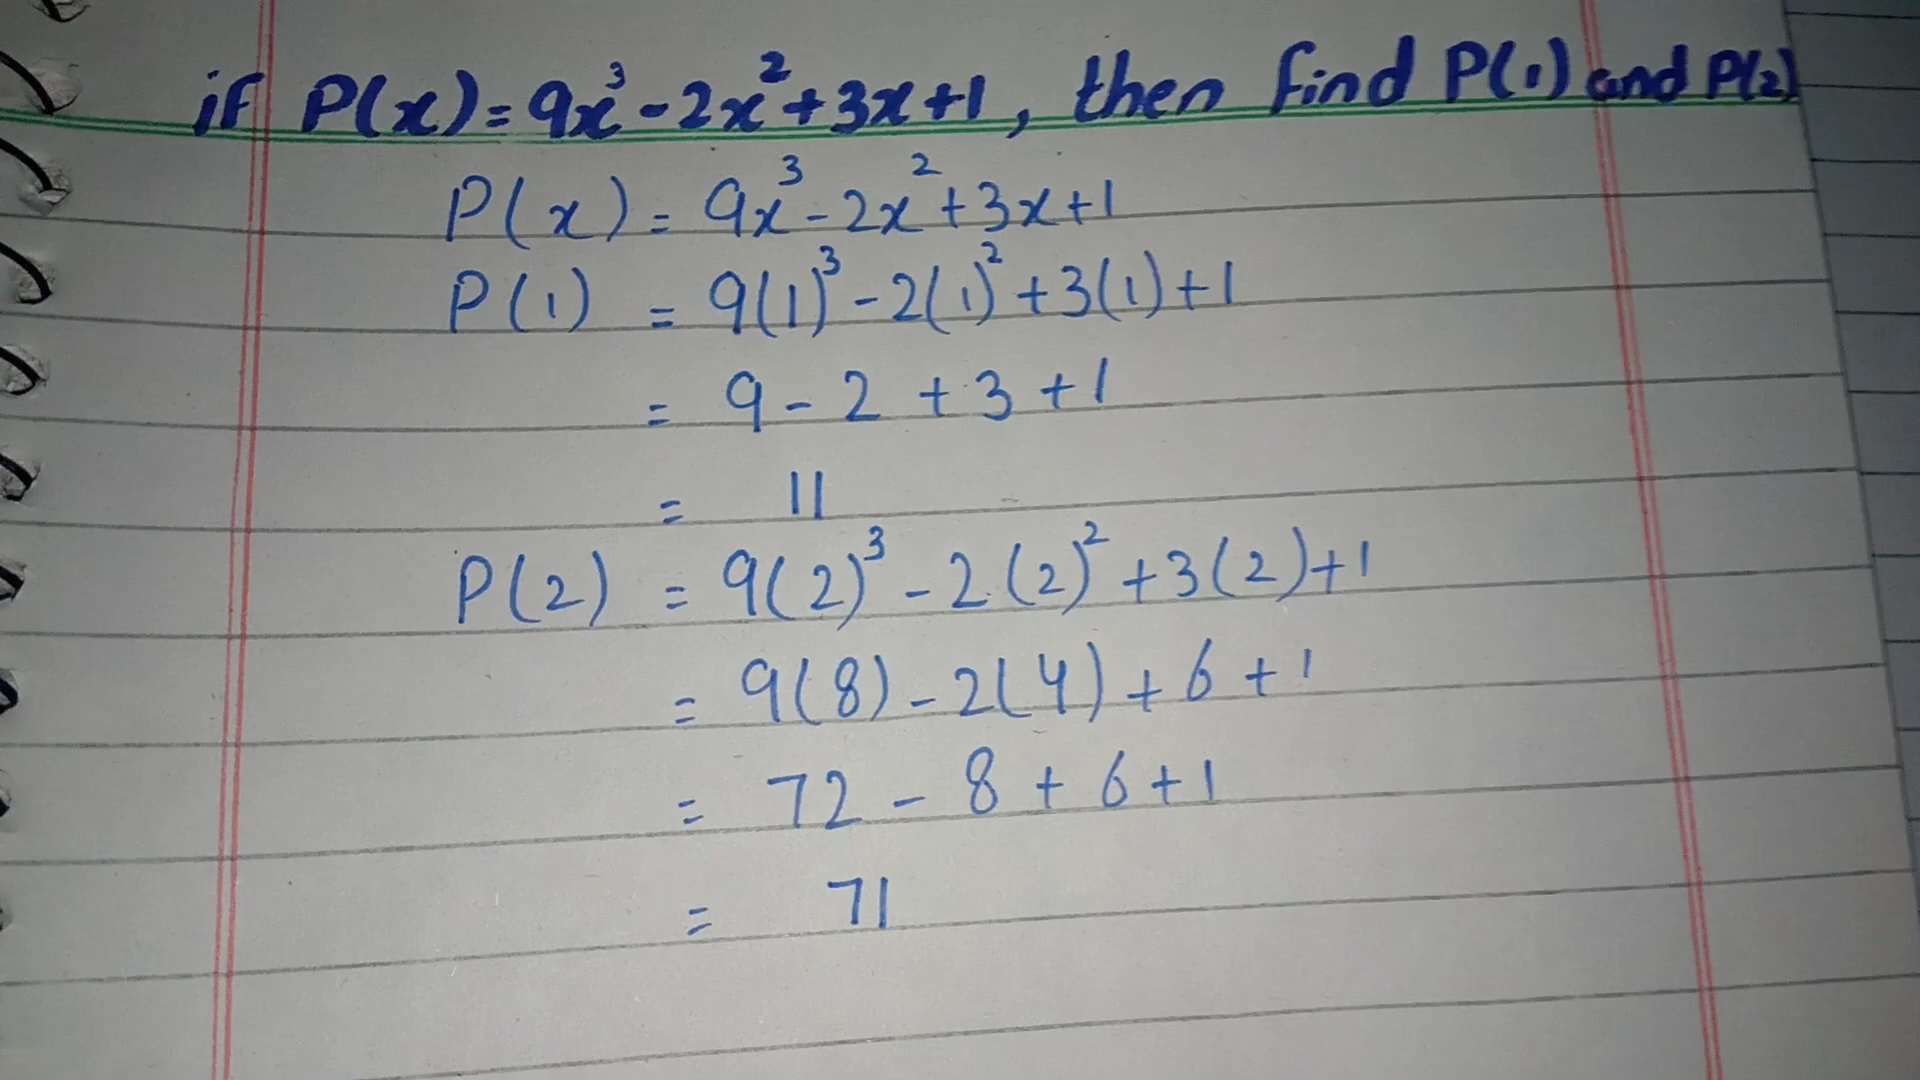 if P(x)=9x³-2x²+3x+1, then find P(1) and P(2)
P(x) = 9x³-2x²+3x+1
P(1) = 9(1)³-2(1)²+3(1)+1
= 9-2+3+1
= 11
P(2) = 9(2)³-2(2)²+3(2)+1
= 9(8)-2(4)+6+1
= 72-8+6+1
= 71